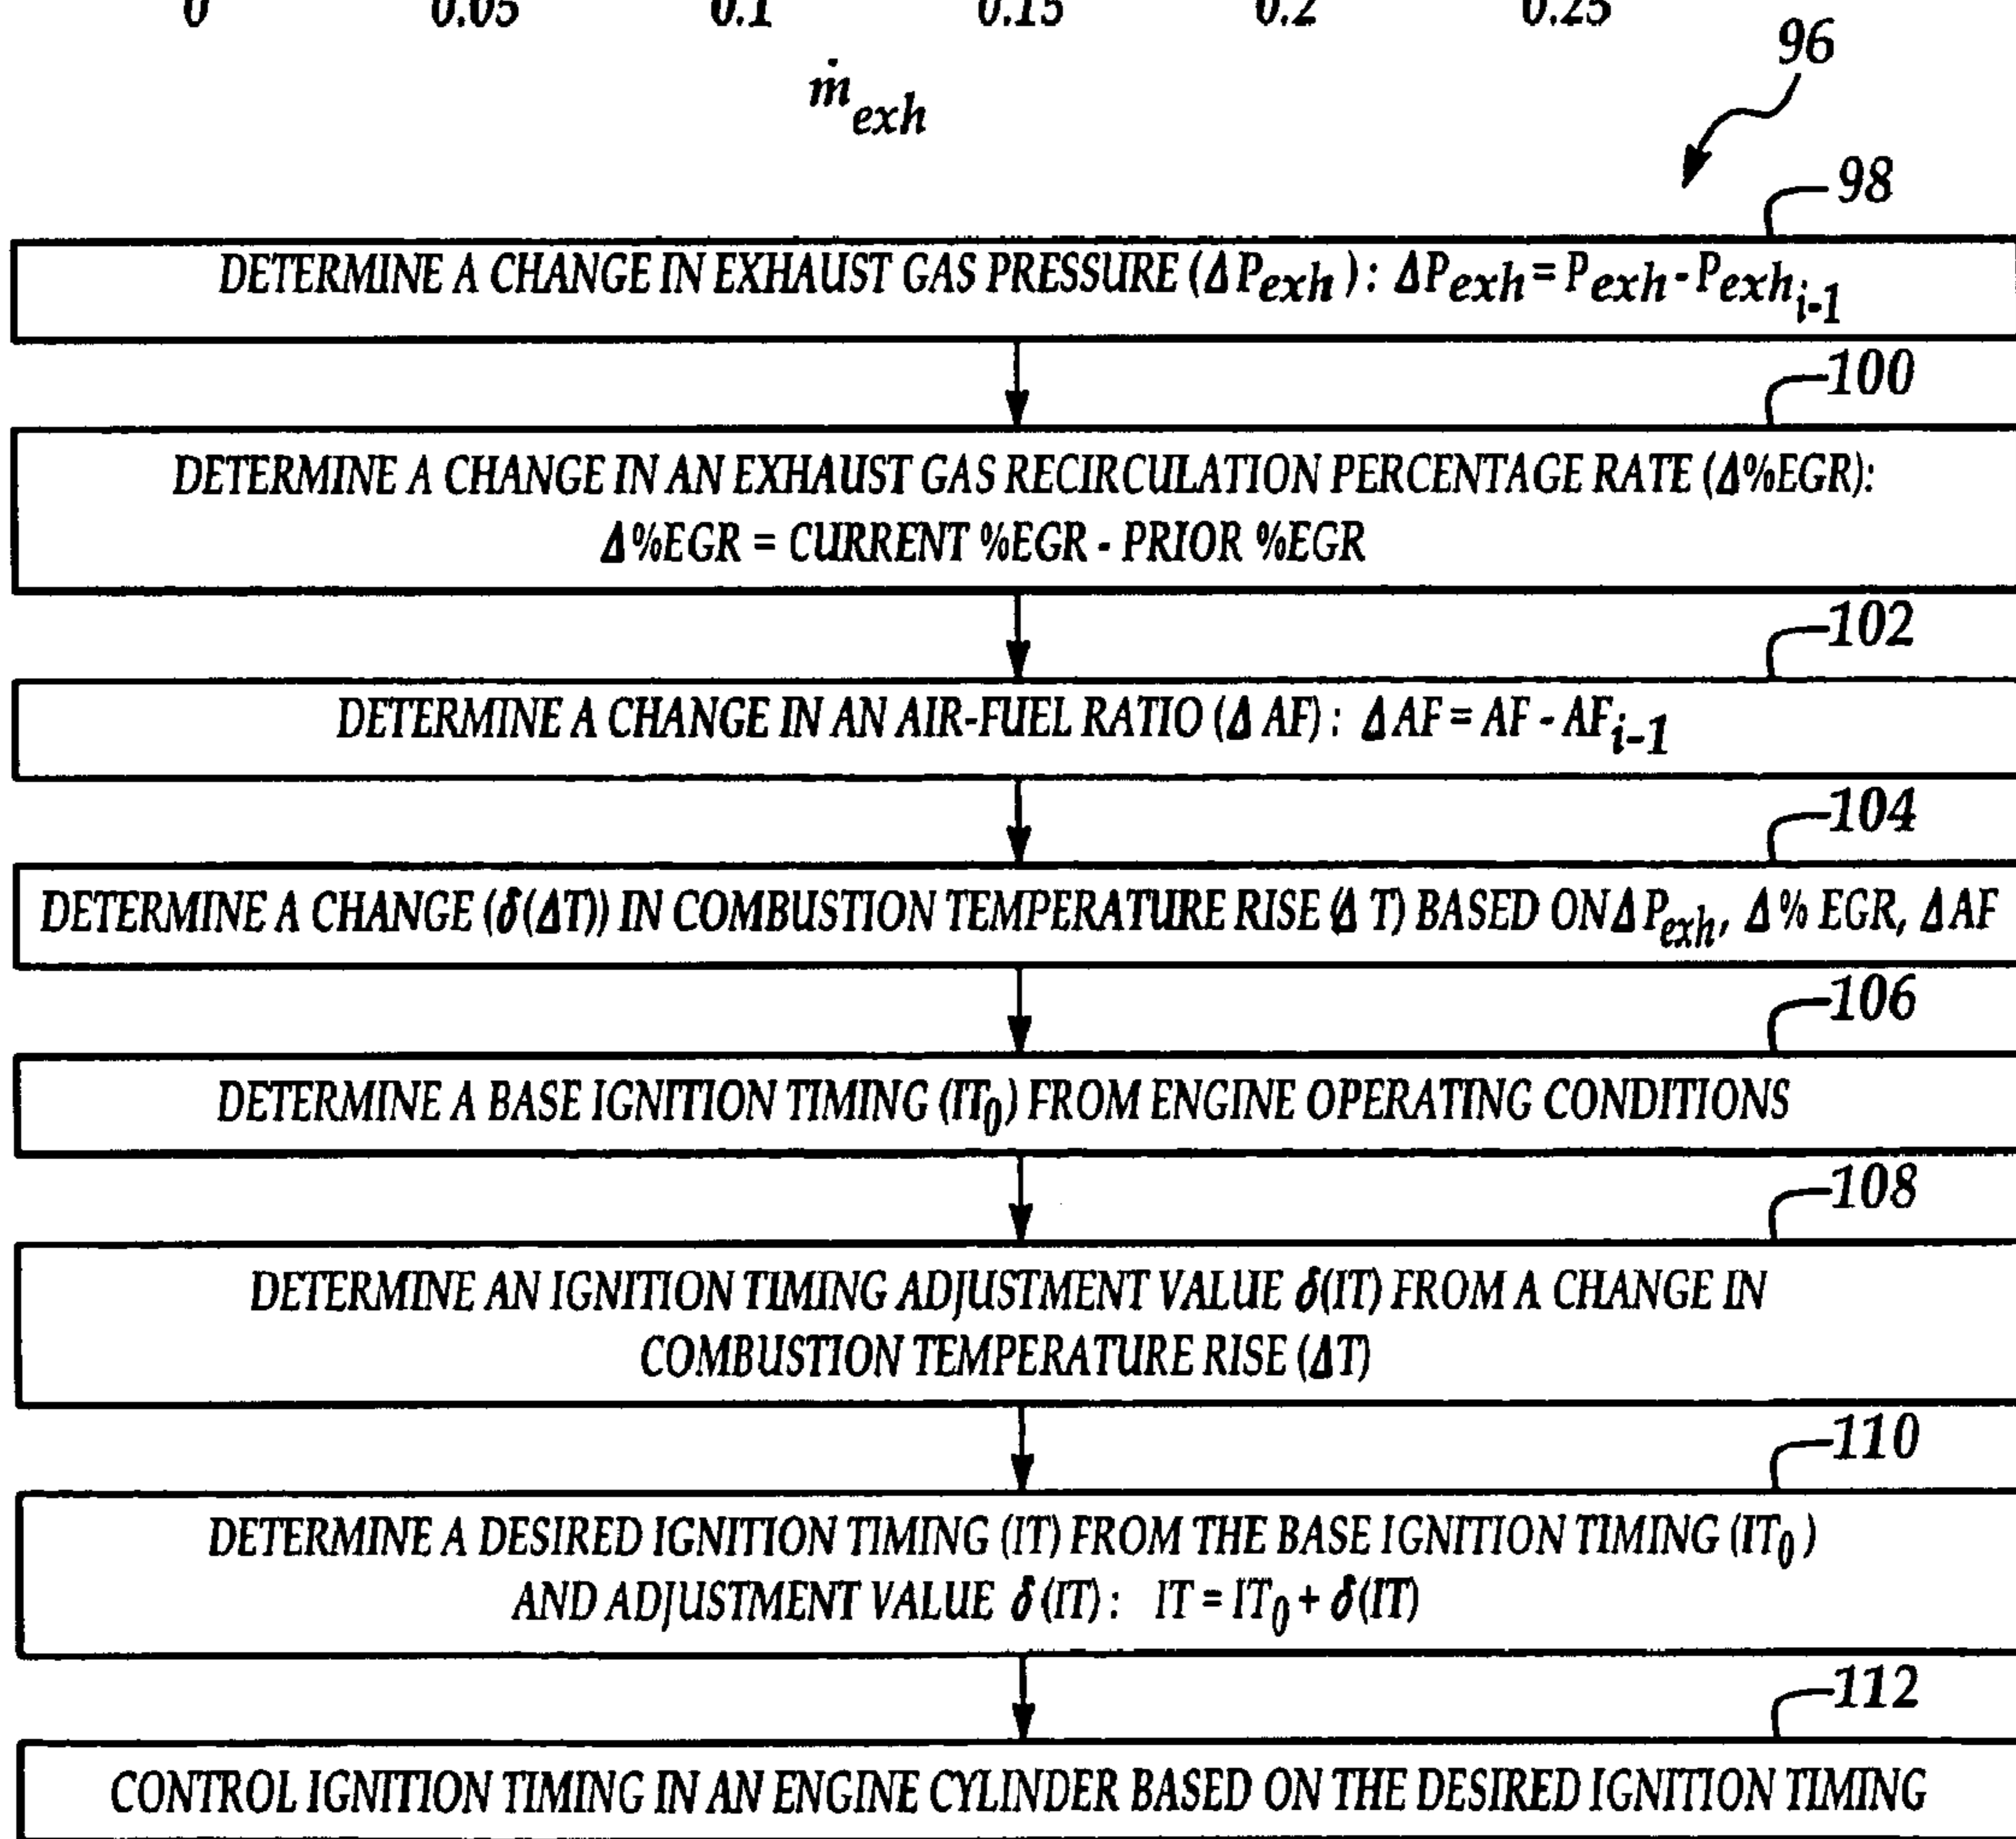 0 0.05 0.1 0.15 0.2 0.25
ṁexh
96
98
DETERMINE A CHANGE IN EXHAUST GAS PRESSURE (ΔPexh): ΔPexh = Pexh - Pexhi-1
100
DETERMINE A CHANGE IN AN EXHAUST GAS RECIRCULATION PERCENTAGE RATE (Δ%EGR):
Δ%EGR = CURRENT %EGR - PRIOR %EGR
102
DETERMINE A CHANGE IN AN AIR-FUEL RATIO (Δ AF): Δ AF = AF - AFi-1
104
DETERMINE A CHANGE (δ(ΔT)) IN COMBUSTION TEMPERATURE RISE (Δ T) BASED ON ΔPexh, Δ% EGR, ΔAF
106
DETERMINE A BASE IGNITION TIMING (IT0) FROM ENGINE OPERATING CONDITIONS
108
DETERMINE AN IGNITION TIMING ADJUSTMENT VALUE δ(IT) FROM A CHANGE IN
COMBUSTION TEMPERATURE RISE (ΔT)
110
DETERMINE A DESIRED IGNITION TIMING (IT) FROM THE BASE IGNITION TIMING (IT0)
AND ADJUSTMENT VALUE δ(IT): IT = IT0 + δ(IT)
112
CONTROL IGNITION TIMING IN AN ENGINE CYLINDER BASED ON THE DESIRED IGNITION TIMING